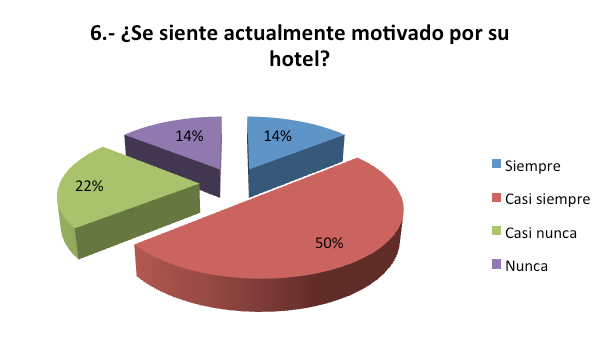 6.- ¿Se siente actualmente motivado por su
hotel?
14%
14%
22%
50%
Siempre
Casi siempre
Casi nunca
Nunca